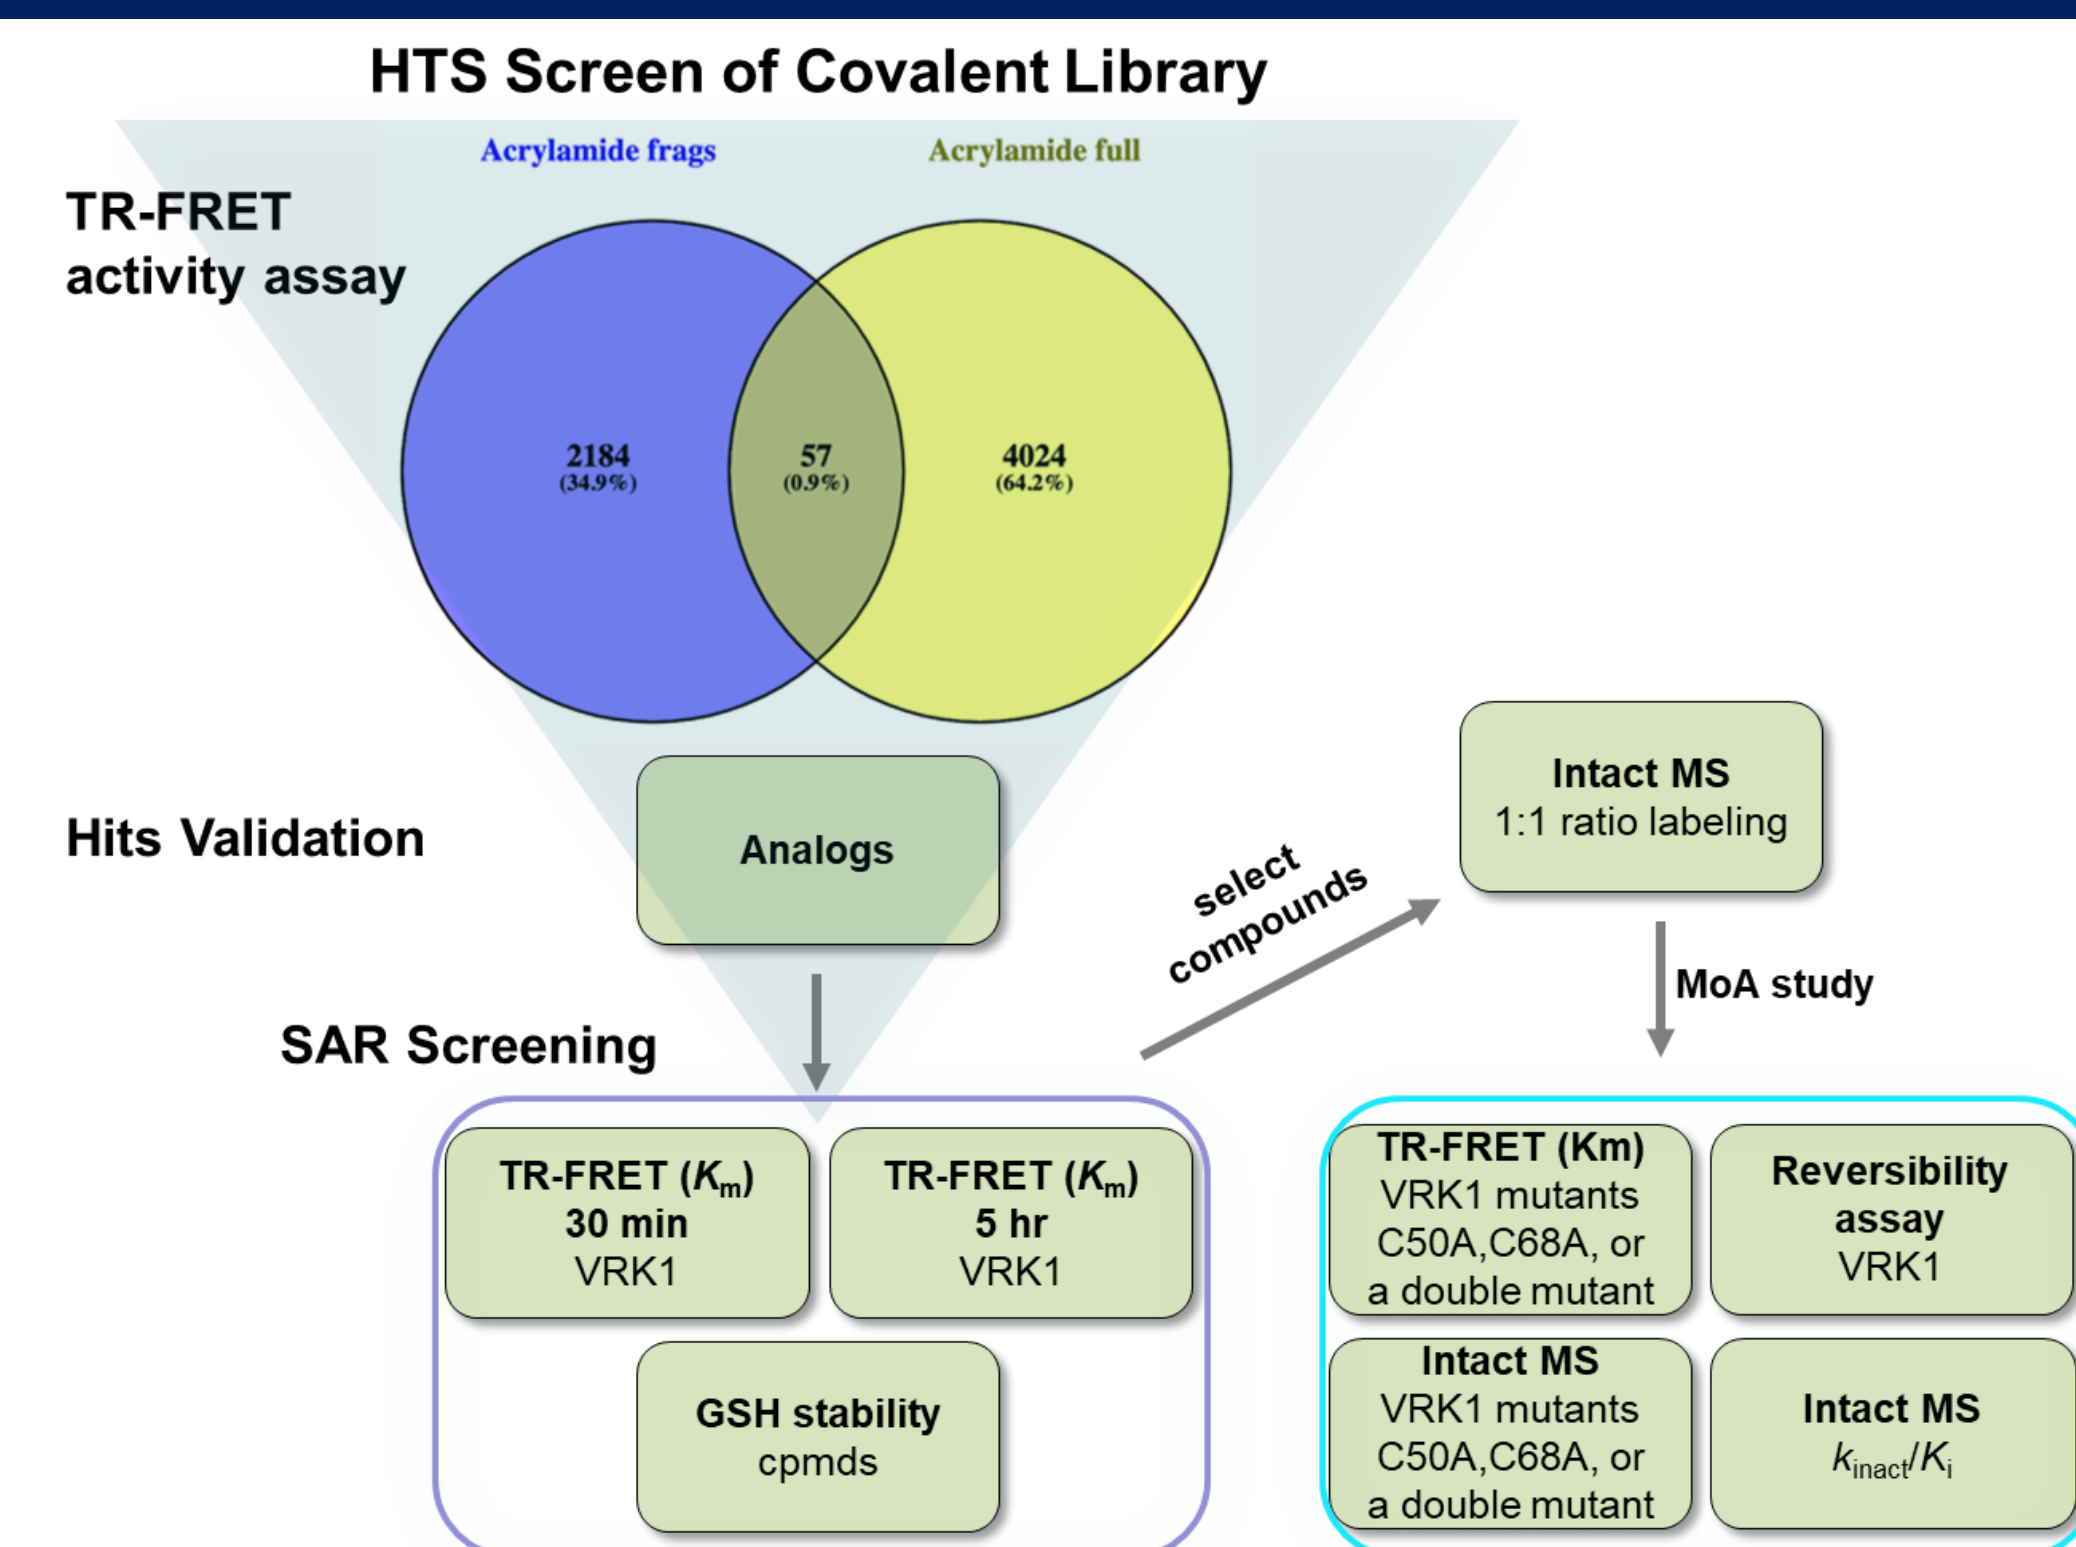 HTS Screen of Covalent Library
Acrylamide frags
Acrylamide full
TR-FRET
activity assay
2184
(34.9%)
57
(0.9%)
4024
(64.2%)
Hits Validation
Analogs
SAR Screening
TR-FRET (Km)
30 min
VRK1
TR-FRET (Km)
5 hr
VRK1
GSH stability
cpmds
select
compounds
Intact MS
1:1 ratio labeling
MoA study
TR-FRET (Km)
VRK1 mutants
C50A,C68A, or
a double mutant
Reversibility
assay
VRK1
Intact MS
VRK1 mutants
C50A,C68A, or
a double mutant
Intact MS
kinact/Ki